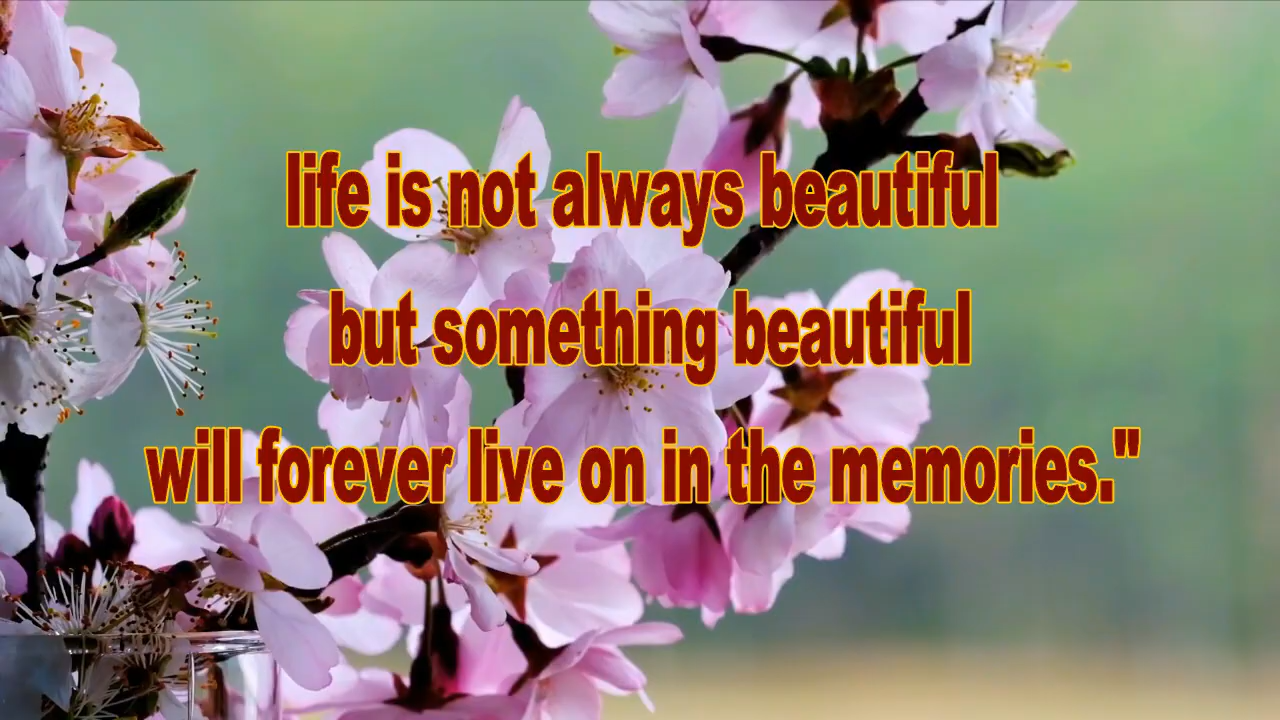 life is not always beautiful
but something beautiful
will forever live on in the memories."